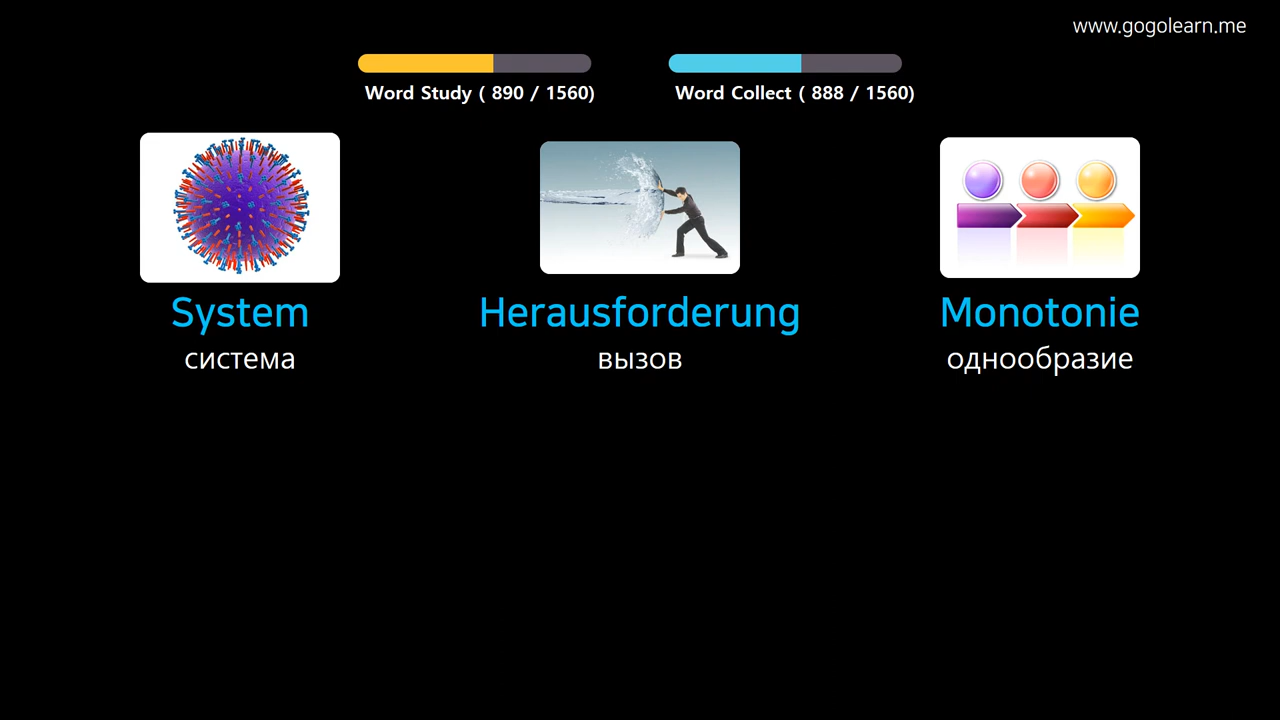 www.gogolearn.me
Word Study ( 890 / 1560)
Word Collect ( 888 / 1560)
System
Herausforderung
Monotonie
система
вызов
однообразие